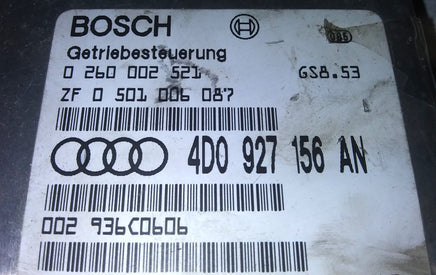 BOSCH
Getriebesteuerung
0 260 002 521 GS8.53
ZF 0 501 006 087
4D0 927 156 AN
002 936C0606